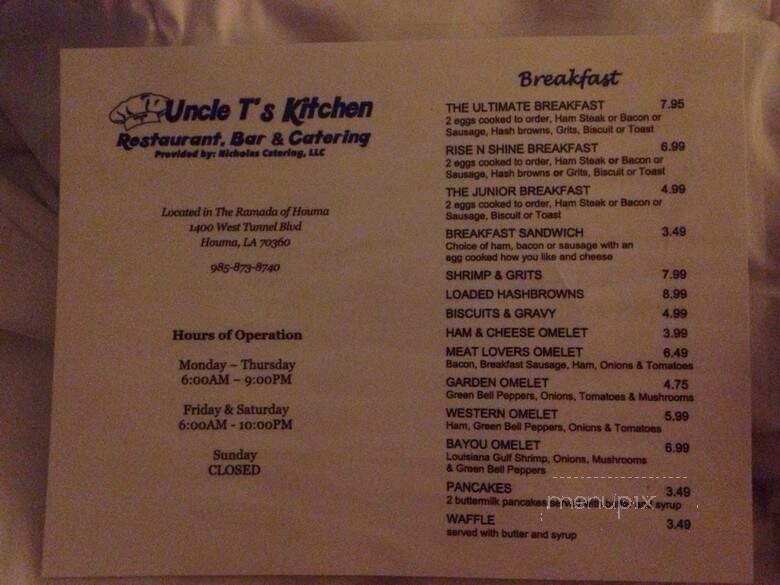 Uncle T's Kitchen
Restaurant, Bar & Catering
Provided by: Nicholas Catering, LLC
Located in The Ramada of Houma
1400 West Tunnel Blvd
Houma, LA 70360
985-873-8740
Hours of Operation
Monday – Thursday
6:00AM – 9:00PM
Friday & Saturday
6:00AM - 10:00PM
Sunday
CLOSED
Breakfast
THE ULTIMATE BREAKFAST 7.95
2 eggs cooked to order, Ham Steak or Bacon or
Sausage, Hash browns, Grits, Biscuit or Toast
RISE N SHINE BREAKFAST 6.99
2 eggs cooked to order, Ham Steak or Bacon or
Sausage, Hash browns or Grits, Biscuit or Toast
THE JUNIOR BREAKFAST 4.99
2 eggs cooked to order, Ham Steak or Bacon or
Sausage, Biscuit or Toast
BREAKFAST SANDWICH 3.49
Choice of ham, bacon or sausage with an
egg cooked how you like and cheese
SHRIMP & GRITS 7.99
LOADED HASHBROWNS 8.99
BISCUITS & GRAVY 4.99
HAM & CHEESE OMELET 3.99
MEAT LOVERS OMELET 6.49
Bacon, Breakfast Sausage, Ham, Onions & Tomatoes
GARDEN OMELET 4.75
Green Bell Peppers, Onions, Tomatoes & Mushrooms
WESTERN OMELET 5.99
Ham, Green Bell Peppers, Onions & Tomatoes
BAYOU OMELET 6.99
Louisiana Gulf Shrimp, Onions, Mushrooms
& Green Bell Peppers
PANCAKES 3.49
2 buttermilk pancakes served with butter and syrup
menupix
WAFFLE 3.49
served with butter and syrup